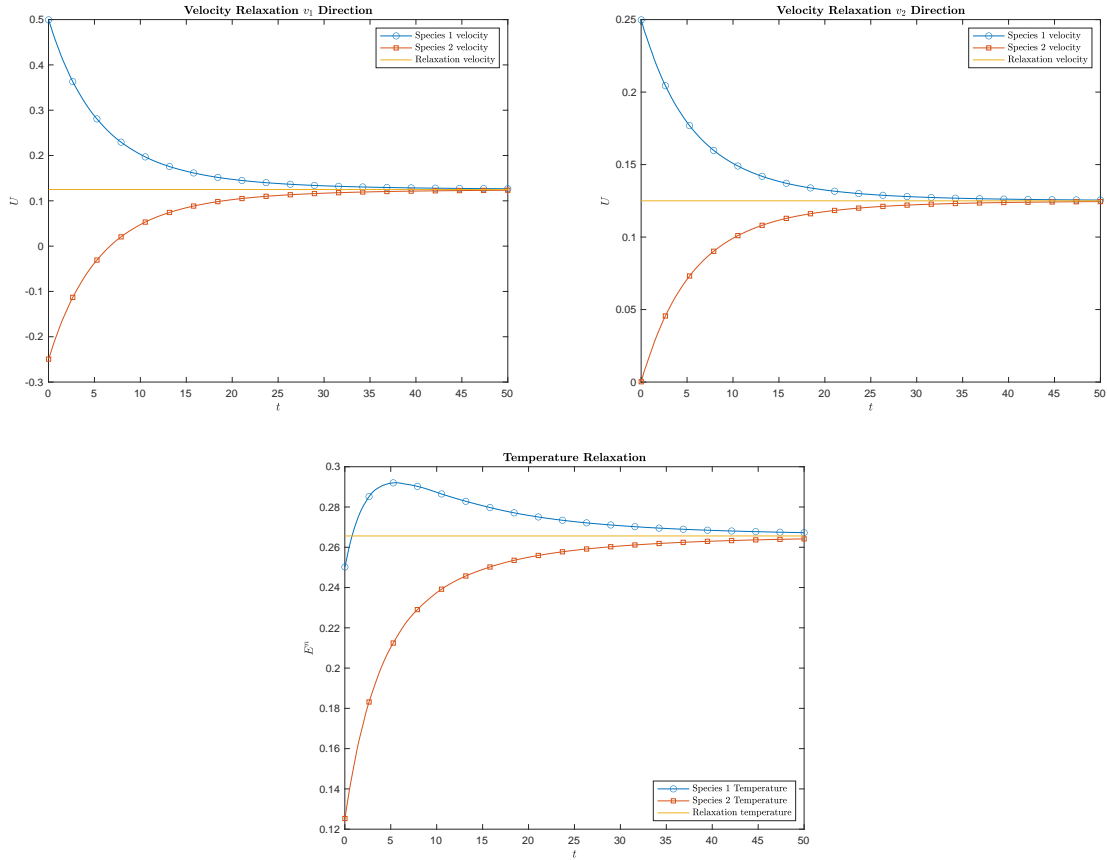 Velocity Relaxation v₁ Direction
0.5
0.4
0.3
0.2
0.1
0
-0.1
-0.2
-0.3
U
Species 1 velocity
Species 2 velocity
Relaxation velocity
0 5 10 15 20 25 30 35 40 45 50
t
Velocity Relaxation v₂ Direction
0.25
0.2
0.15
0.1
0.05
0
U
Species 1 velocity
Species 2 velocity
Relaxation velocity
0 5 10 15 20 25 30 35 40 45 50
t
Temperature Relaxation
0.3
0.28
0.26
0.24
0.22
0.2
0.18
0.16
0.14
0.12
Species 1 Temperature
Species 2 Temperature
Relaxation temperature
0 5 10 15 20 25 30 35 40 45 50
t